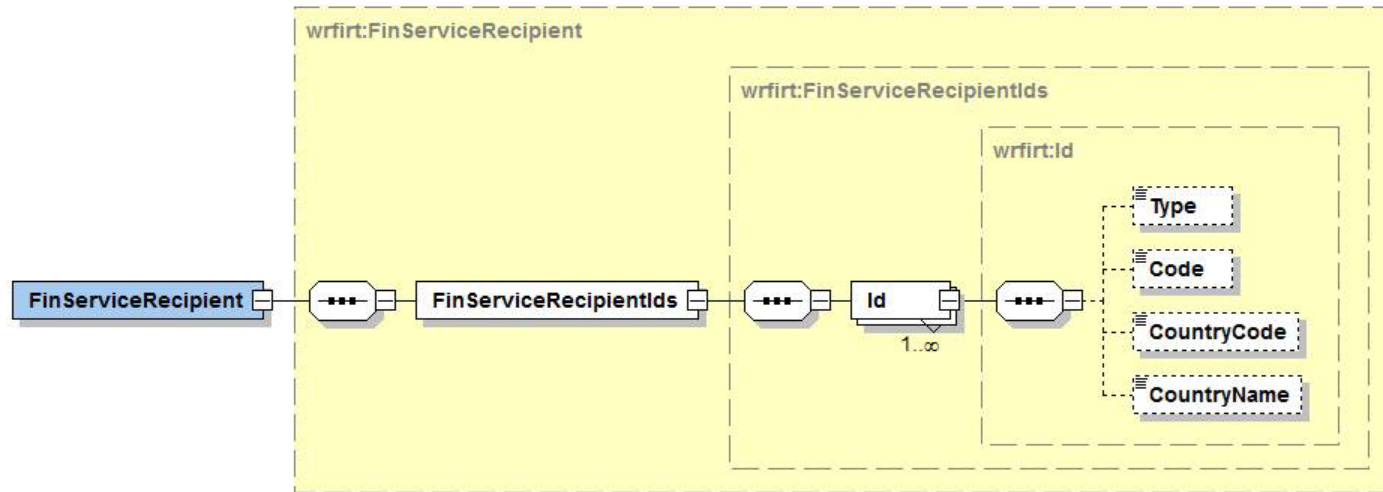 wrfirt:FinServiceRecipient
wrfirt:FinServiceRecipientIds
wrfirt:Id
Type
Code
FinServiceRecipient
FinServiceRecipientIds
Id
1..∞
CountryCode
CountryName